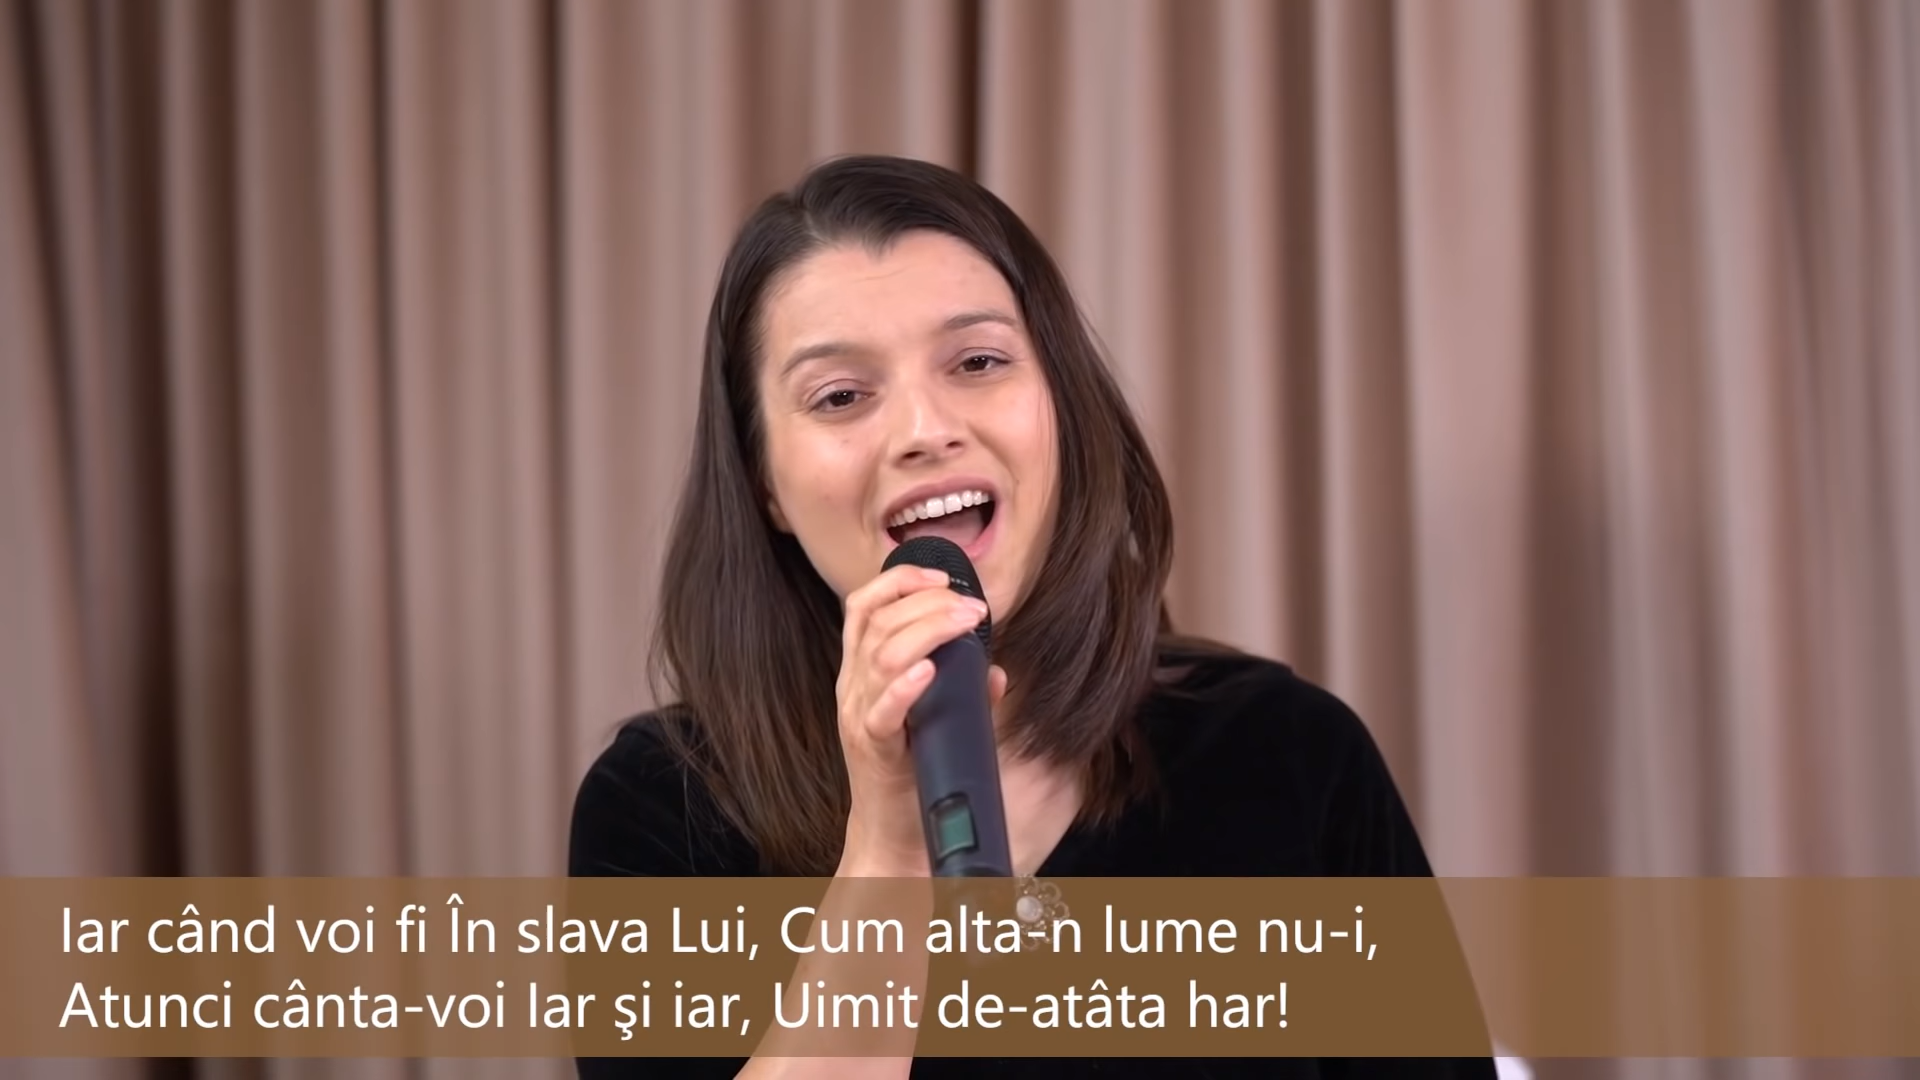 Iar când voi fi În slava Lui, Cum alta-n lume nu-i,
Atunci cânta-voi Iar şi iar, Uimit de-atâta har!